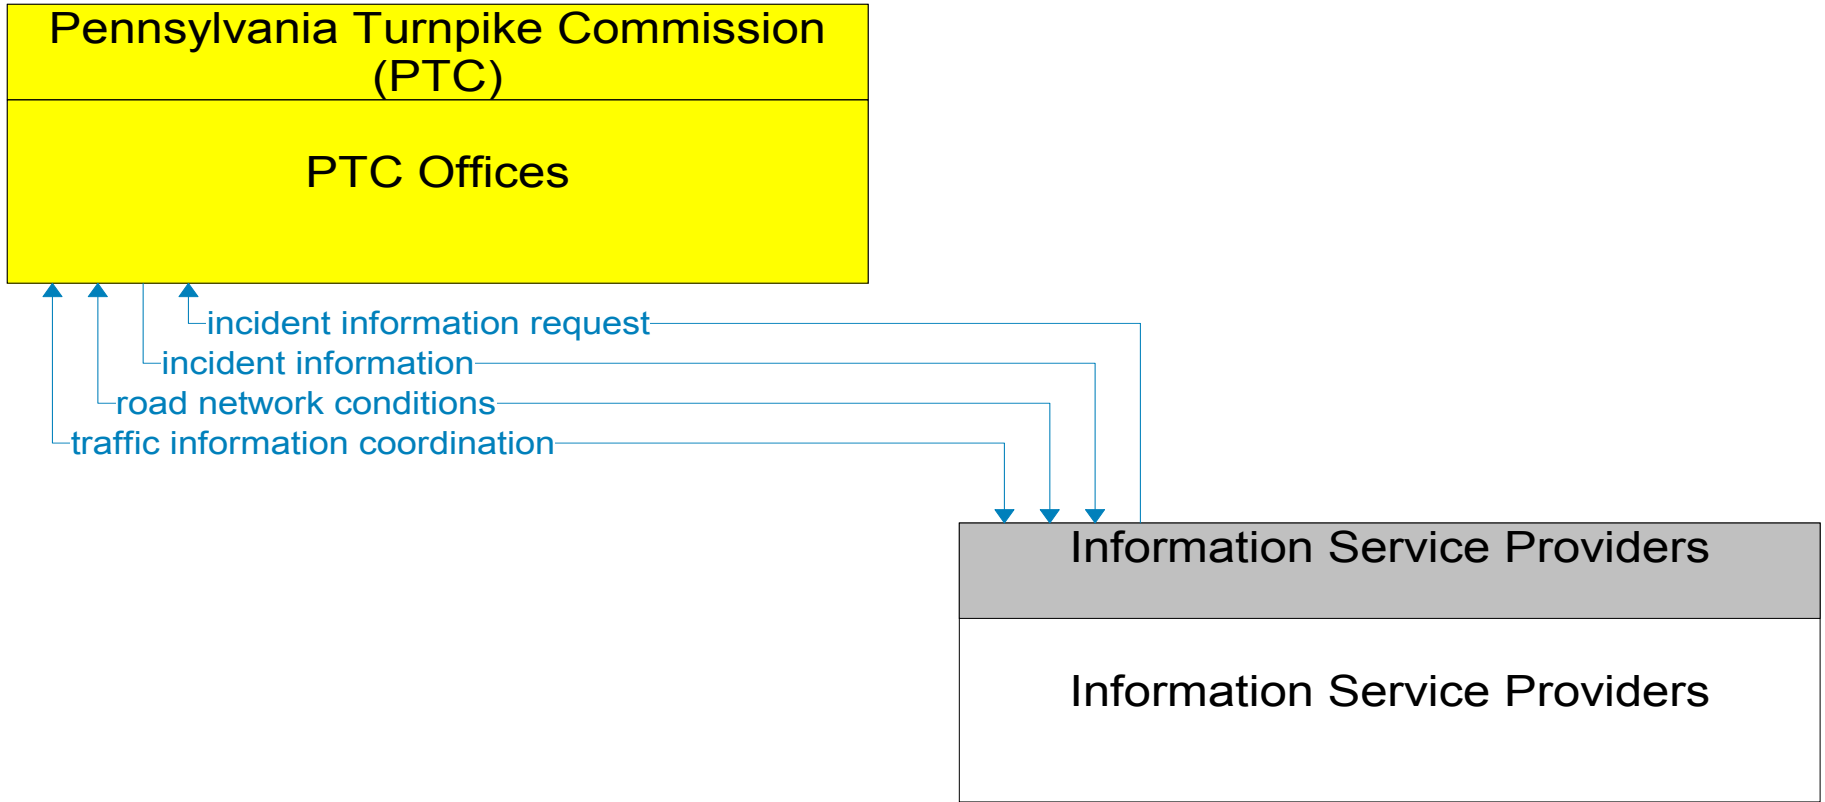 Pennsylvania Turnpike Commission
(PTC)
PTC Offices
incident information request
incident information
road network conditions
traffic information coordination
Information Service Providers
Information Service Providers